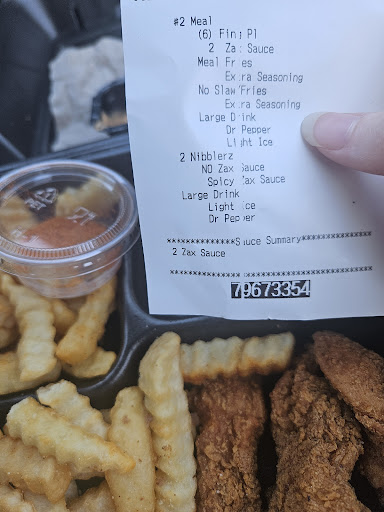 #2 Meal
(6) Fing Pl
2 Zax Sauce
Meal Fries
Extra Seasoning
No Slaw/Fries
Extra Seasoning
Large Drink
Dr Pepper
Light Ice
2 Nibblerz
NO Zax Sauce
Spicy Zax Sauce
Large Drink
Light Ice
Dr Pepper
**************Sauce Summary**************
2 Zax Sauce
*****************************************
79673354